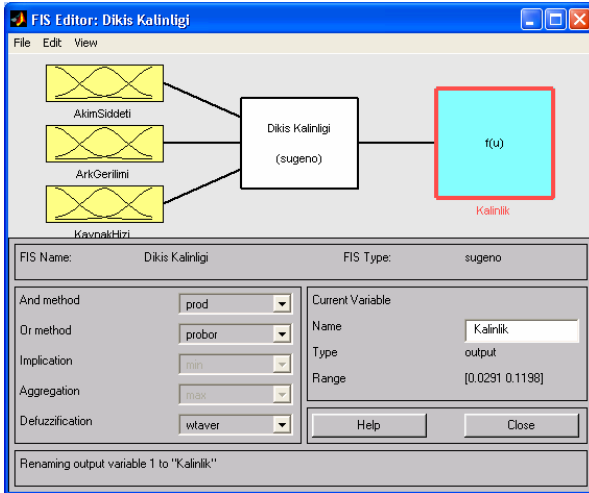 FIS Editor: Dikis Kalinligi
File Edit View
AkimSiddeti
ArkGerilimi
KaynakHizi
Dikis Kalinligi
(sugeno)
f(u)
Kalinlik
FIS Name: Dikis Kalinligi FIS Type: sugeno
And method prod
Or method probor
Implication min
Aggregation max
Defuzzification wtaver
Current Variable
Name Kalinlik
Type output
Range [0.0291 0.1198]
Help Close
Renaming output variable 1 to "Kalinlik"